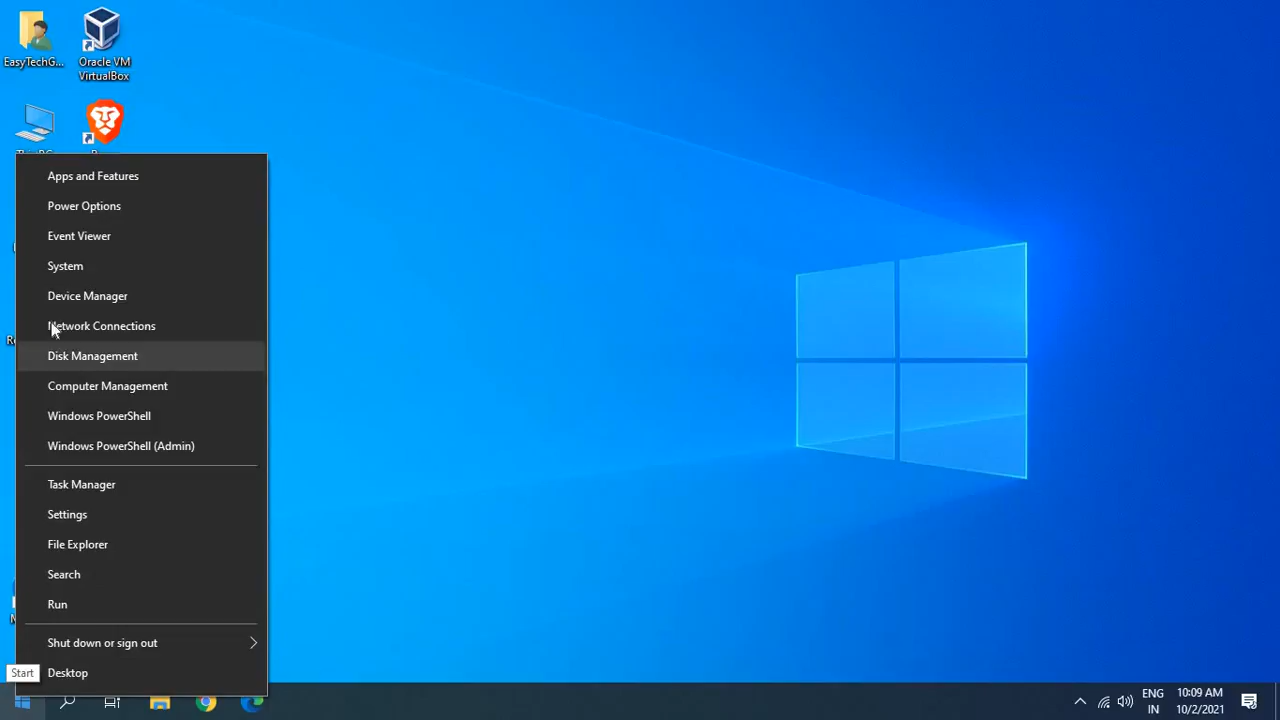 EasyTechG...
Oracle VM
VirtualBox
Apps and Features
Power Options
Event Viewer
System
Device Manager
Network Connections
Disk Management
Computer Management
Windows PowerShell
Windows PowerShell (Admin)
Task Manager
Settings
File Explorer
Search
Run
Shut down or sign out
Start
Desktop
ENG
IN
10:09 AM
10/2/2021